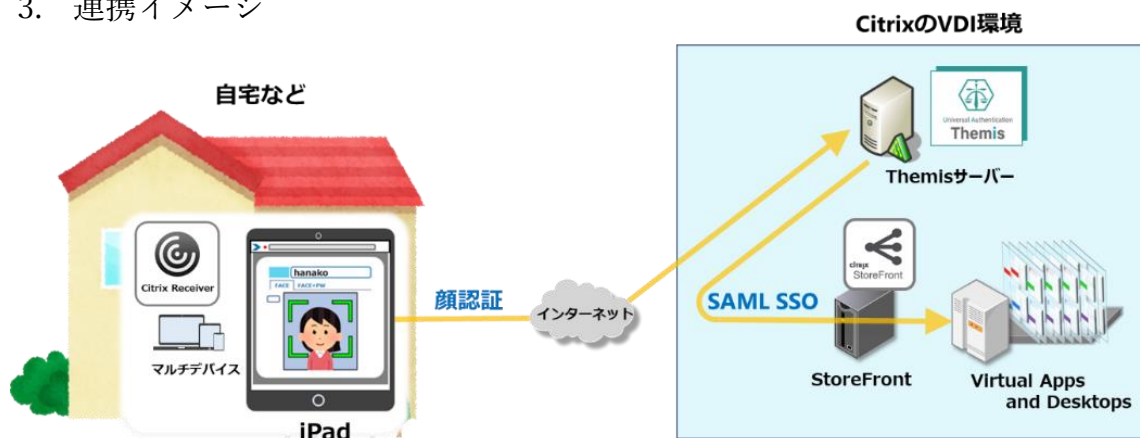 3. 連携イメージ
CitrixのVDI環境
自宅など
Universal Authentication
Themis
Themisサーバー
Citrix Receiver
hanako
FACE FACE+PW
マルチデバイス
iPad
顔認証
インターネット
citrix
StoreFront
SAML SSO
StoreFront
Virtual Apps
and Desktops